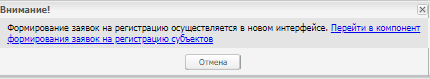 Внимание!
Формирование заявок на регистрацию осуществляется в новом интерфейсе. Перейти в компонент
формирования заявок на регистрацию субъектов
Отмена